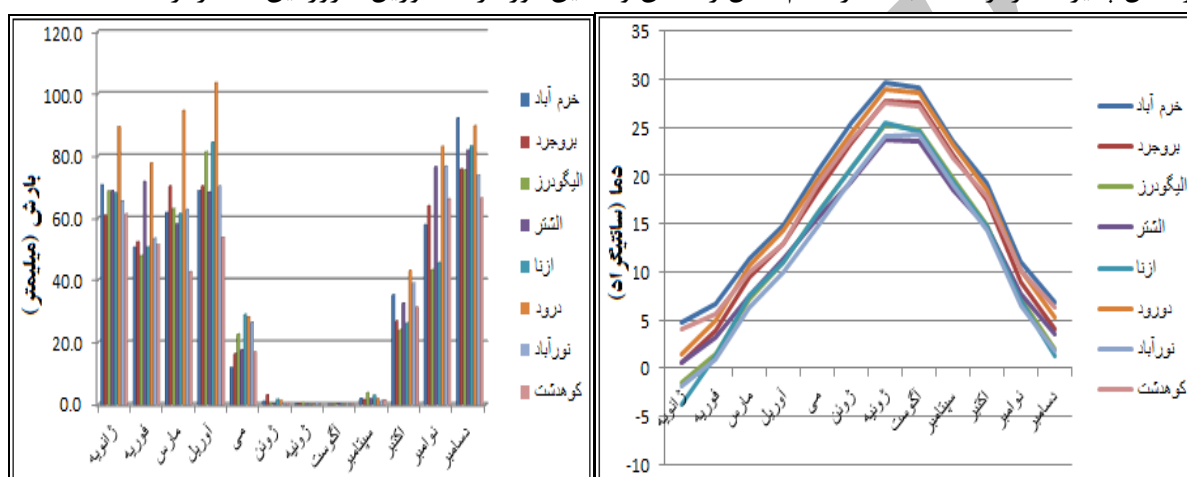 120.0
100.0
80.0
60.0
40.0
20.0
0.0
بارش (میلیمتر)
ژانویه
فوریه
مارس
آوریل
می
ژوئن
ژوئیه
آگوست
سپتامبر
اکتبر
نوامبر
دسامبر
خرم آباد
بروجرد
الیگودرز
الشتر
ازنا
درود
نورآباد
کوهدشت
35
30
25
20
15
10
5
0
-5
-10
دما (سانتیگراد)
ژانویه
فوریه
مارس
آوریل
می
ژوئن
ژوئیه
آگوست
سپتامبر
اکتبر
نوامبر
دسامبر
خرم آباد
بروجرد
الیگودرز
الشتر
ازنا
دورود
نورآباد
کوهدشت